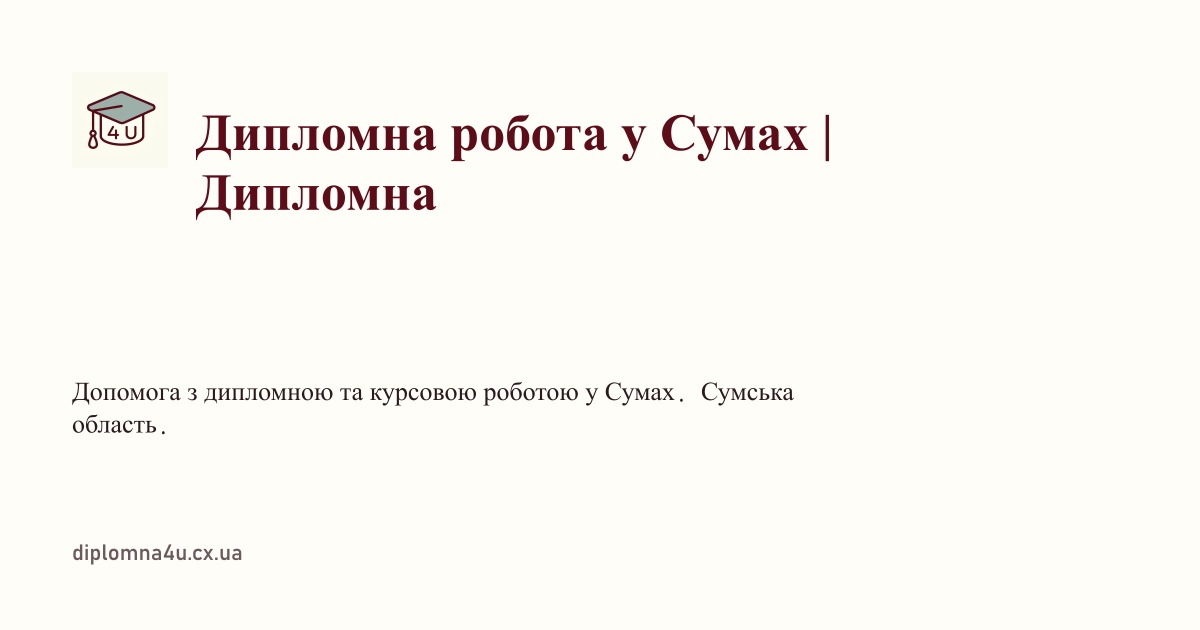 4 U
Дипломна робота у Сумах |
Дипломна
Допомога з дипломною та курсовою роботою у Сумах. Сумська
область.
diplomna4u.cx.ua